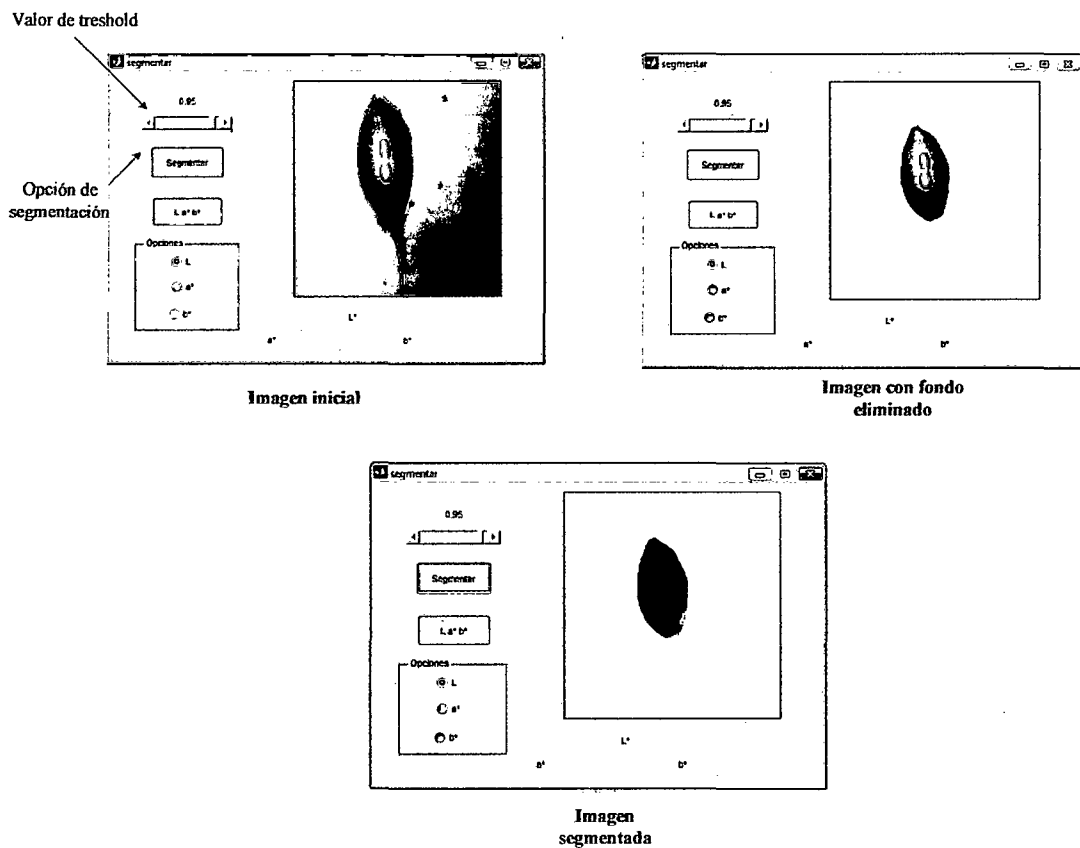 Valor de treshold
segmentar
0.95
Segmentar
L a* b*
Opciones
L
a*
b*
L*
a* b*
Opción de
segmentación
Imagen inicial
segmentar
0.95
Segmentar
L a* b*
Opciones
L
a*
b*
L*
a* b*
Imagen con fondo
eliminado
segmentar
0.95
Segmentar
L a* b*
Opciones
L
a*
b*
L*
a* b*
Imagen
segmentada